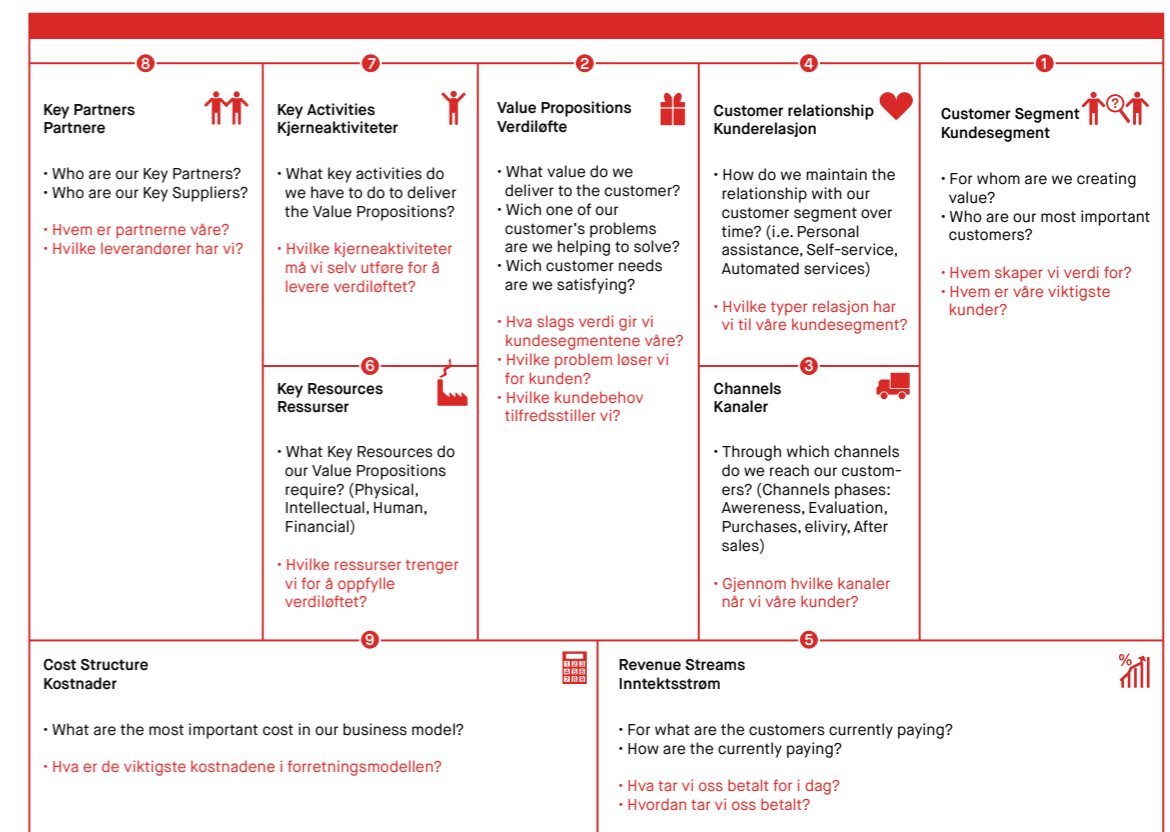 8
Key Partners
Partnere
• Who are our Key Partners?
• Who are our Key Suppliers?
• Hvem er partnerne våre?
• Hvilke leverandører har vi?
7
Key Activities
Kjerneaktiviteter
• What key activities do
we have to do to deliver
the Value Propositions?
• Hvilke kjerneaktiviteter
må vi selv utføre for å
levere verdiløftet?
6
Key Resources
Ressurser
• What Key Resources do
our Value Propositions
require? (Physical,
Intellectual, Human,
Financial)
• Hvilke ressurser trenger
vi for å oppfylle
verdiløftet?
2
Value Propositions
Verdiløfte
• What value do we
deliver to the customer?
• Wich one of our
customer's problems
are we helping to solve?
• Wich customer needs
are we satisfying?
• Hva slags verdi gir vi
kundesegmentene våre?
• Hvilke problem løser vi
for kunden?
• Hvilke kundebehov
tilfredsstiller vi?
4
Customer relationship
Kunderelasjon
• How do we maintain the
relationship with our
customer segment over
time? (i.e. Personal
assistance, Self-service,
Automated services)
• Hvilke typer relasjon har
vi til våre kundesegment?
3
Channels
Kanaler
• Through which channels
do we reach our custom-
ers? (Channels phases:
Awereness, Evaluation,
Purchases, eliviry, After
sales)
• Gjennom hvilke kanaler
når vi våre kunder?
1
?
Customer Segment
Kundesegment
• For whom are we creating
value?
• Who are our most important
customers?
• Hvem skaper vi verdi for?
• Hvem er våre viktigste
kunder?
9
Cost Structure
Kostnader
1 2 3
4 5 6
7 8 9
• What are the most important cost in our business model?
• Hva er de viktigste kostnadene i forretningsmodellen?
5
Revenue Streams
Inntektsstrøm
%
• For what are the customers currently paying?
• How are the currently paying?
• Hva tar vi oss betalt for i dag?
• Hvordan tar vi oss betalt?